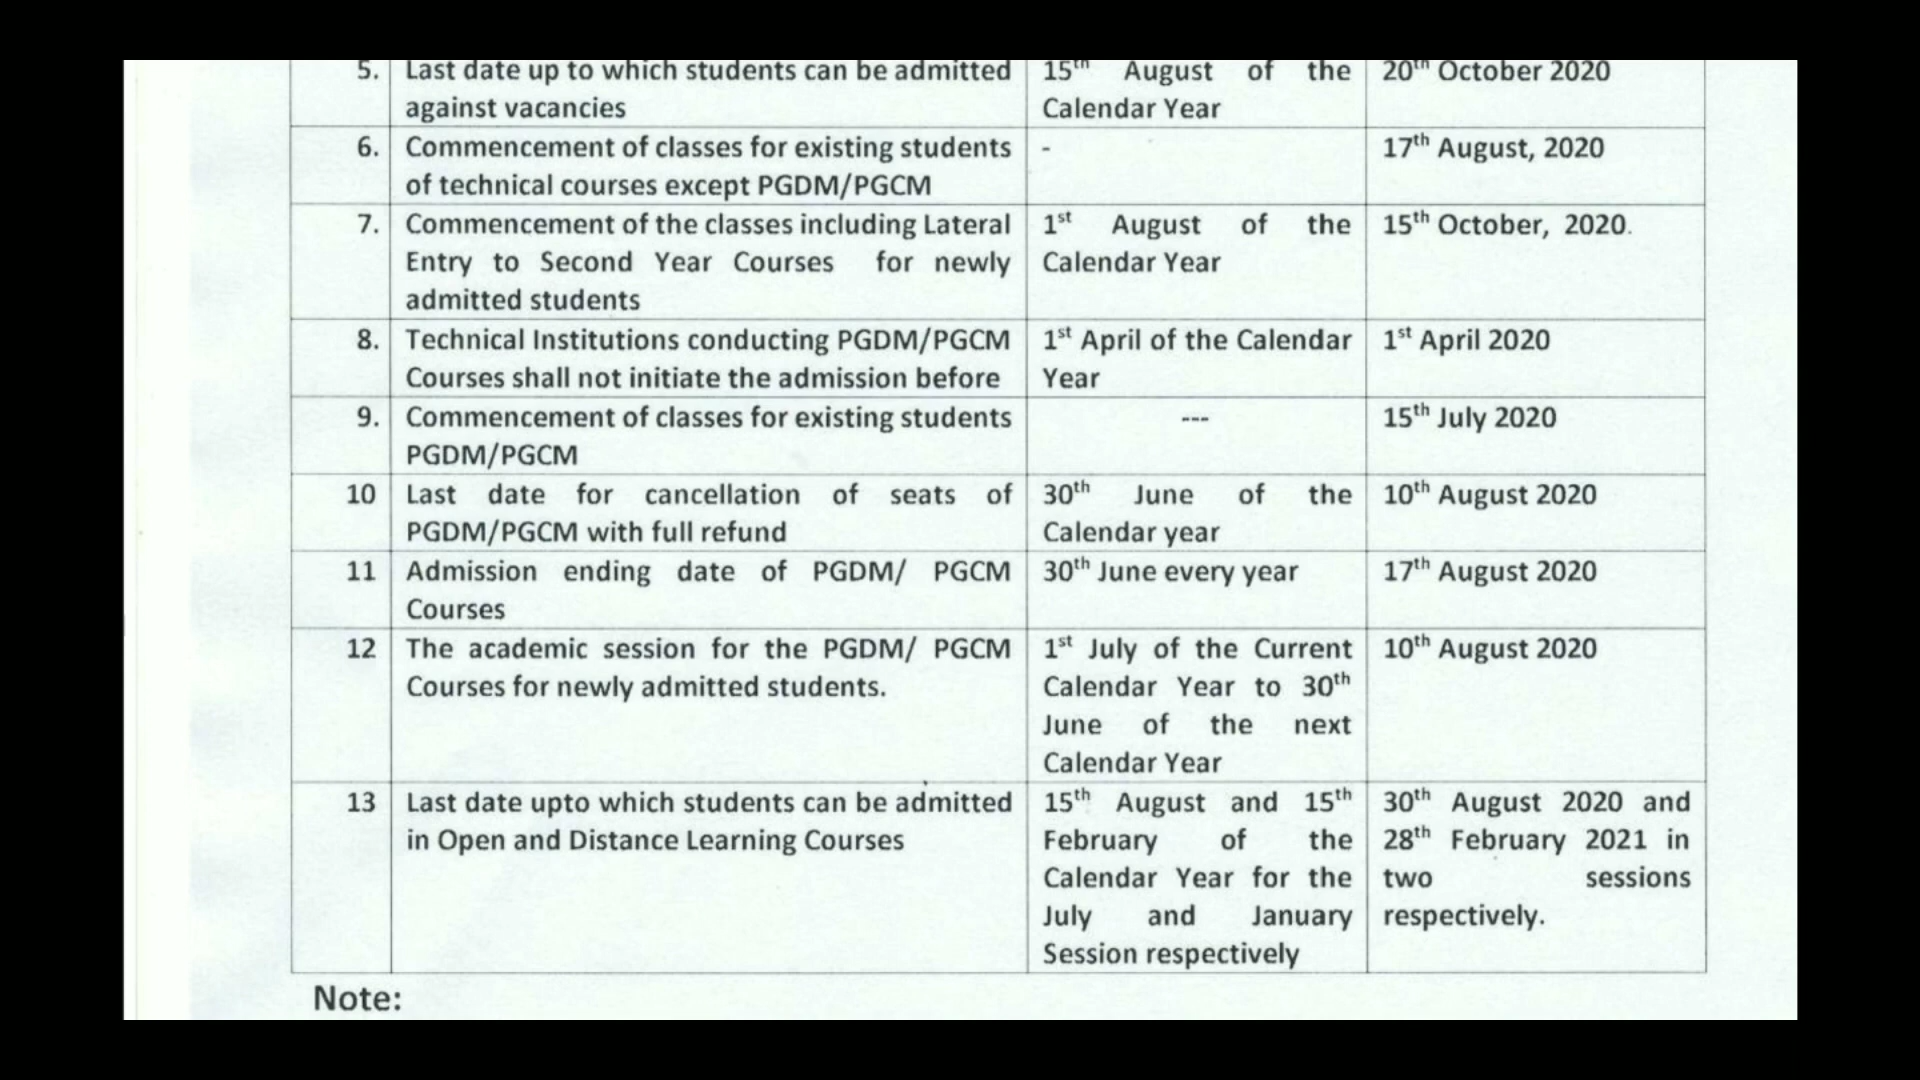 5. Last date up to which students can be admitted 15th August of the 20th October 2020
against vacancies Calendar Year
6. Commencement of classes for existing students - 17th August, 2020
of technical courses except PGDM/PGCM
7. Commencement of the classes including Lateral 1st August of the 15th October, 2020.
Entry to Second Year Courses for newly Calendar Year
admitted students
8. Technical Institutions conducting PGDM/PGCM 1st April of the Calendar 1st April 2020
Courses shall not initiate the admission before Year
9. Commencement of classes for existing students --- 15th July 2020
PGDM/PGCM
10 Last date for cancellation of seats of 30th June of the 10th August 2020
PGDM/PGCM with full refund Calendar year
11 Admission ending date of PGDM/ PGCM 30th June every year 17th August 2020
Courses
12 The academic session for the PGDM/ PGCM 1st July of the Current 10th August 2020
Courses for newly admitted students. Calendar Year to 30th
June of the next
Calendar Year
13 Last date upto which students can be admitted 15th August and 15th 30th August 2020 and
in Open and Distance Learning Courses February of the 28th February 2021 in
Calendar Year for the two sessions
July and January respectively.
Session respectively
Note: